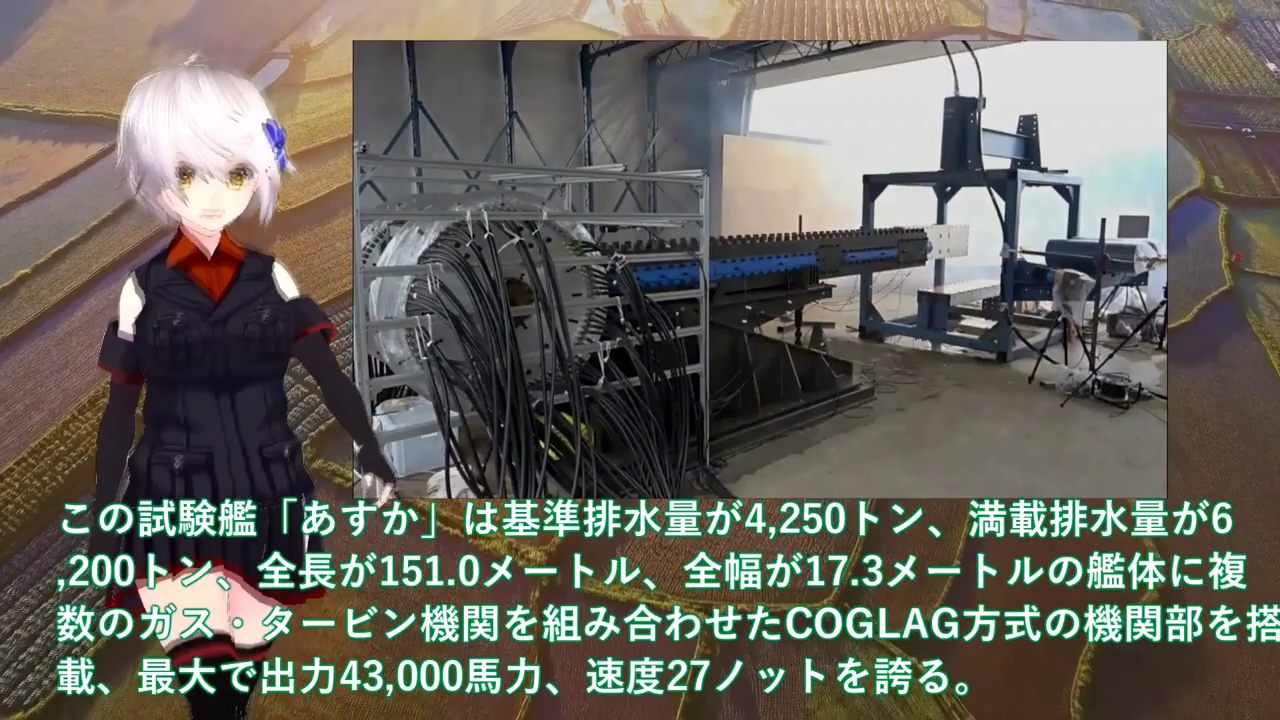 この試験艦「あすか」は基準排水量が4,250トン、満載排水量が6
,200トン、全長が151.0メートル、全幅が17.3メートルの艦体に複
数のガス・タービン機関を組み合わせたCOGLAG方式の機関部を搭
載、最大で出力43,000馬力、速度27ノットを誇る。